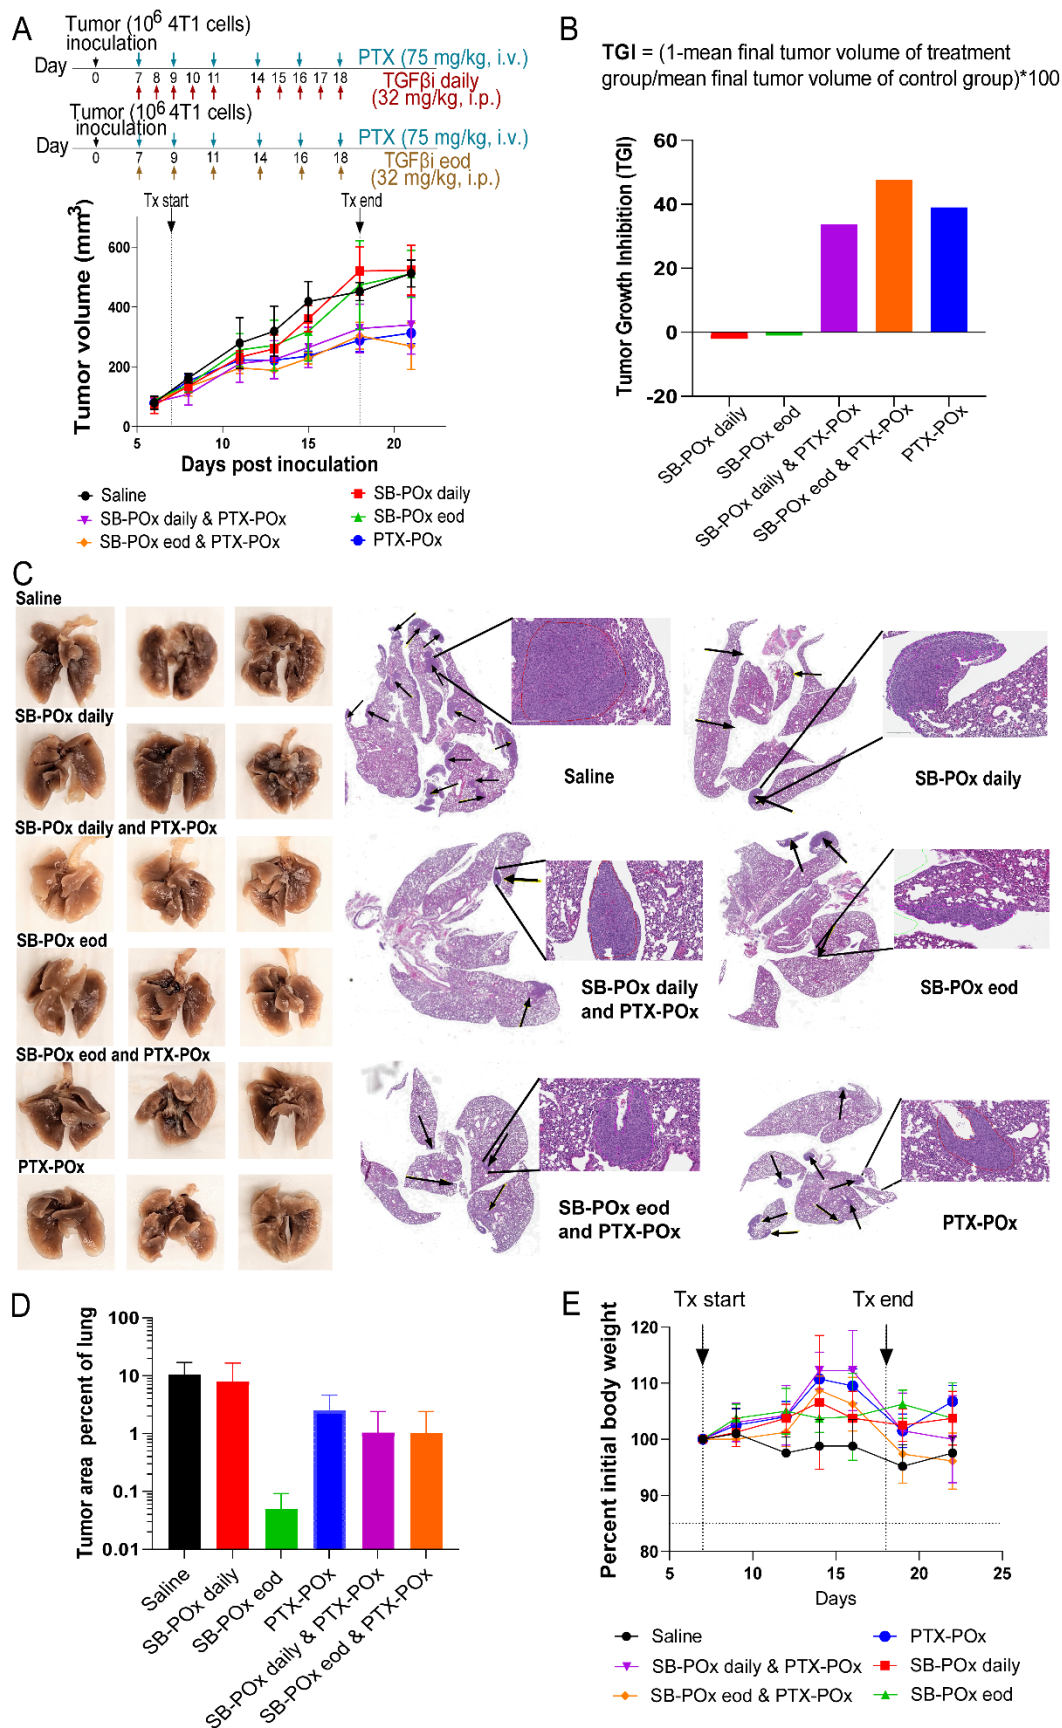 A
Tumor (10⁶ 4T1 cells)
inoculation
PTX (75 mg/kg, i.v.)
Day
0 7 8 9 10 11 14 15 16 17 18
TGFβi daily
(32 mg/kg, i.p.)
Tumor (10⁶ 4T1 cells)
inoculation
PTX (75 mg/kg, i.v.)
Day
0 7 9 11 14 16 18
TGFβi eod
(32 mg/kg, i.p.)
Tx start
Tx end
Tumor volume (mm³)
600
400
200
0
5 10 15 20
Days post inoculation
Saline
SB-POx daily
SB-POx daily & PTX-POx
SB-POx eod
SB-POx eod & PTX-POx
PTX-POx
B
TGI = (1-mean final tumor volume of treatment
group/mean final tumor volume of control group)*100
Tumor Growth Inhibition (TGI)
60
40
20
0
-20
SB-POx daily
SB-POx eod
SB-POx daily & PTX-POx
SB-POx eod & PTX-POx
PTX-POx
C
Saline
SB-POx daily
SB-POx daily and PTX-POx
SB-POx eod
SB-POx eod and PTX-POx
PTX-POx
Saline
SB-POx daily
SB-POx daily
and PTX-POx
SB-POx eod
SB-POx eod
and PTX-POx
PTX-POx
D
Tumor area percent of lung
100
10
1
0.1
0.01
Saline
SB-POx daily
SB-POx eod
PTX-POx
SB-POx daily & PTX-POx
SB-POx eod & PTX-POx
E
Tx start
Tx end
Percent initial body weight
120
110
100
90
80
5 10 15 20 25
Days
Saline
PTX-POx
SB-POx daily & PTX-POx
SB-POx daily
SB-POx eod & PTX-POx
SB-POx eod